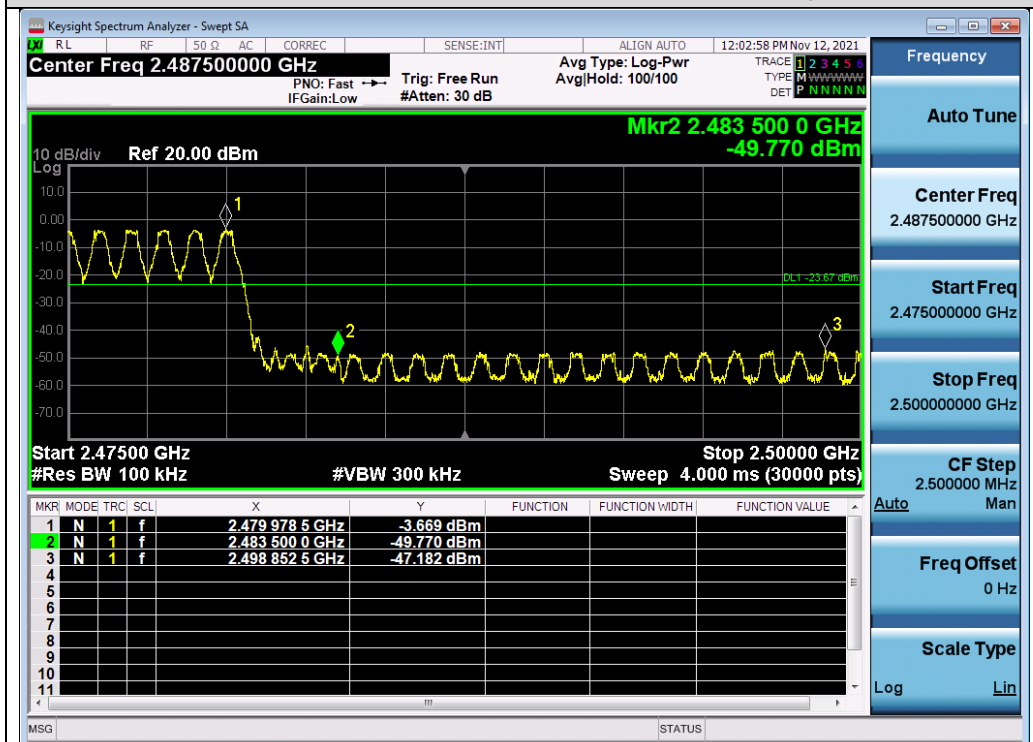 Keysight Spectrum Analyzer - Swept SA
LXI RL RF 50 Ω AC CORREC SENSE:INT ALIGN AUTO 12:02:58 PM Nov 12, 2021
Center Freq 2.487500000 GHz
PNO: Fast
IFGain:Low
Trig: Free Run
#Atten: 30 dB
Avg Type: Log-Pwr
Avg|Hold: 100/100
TRACE 1 2 3 4 5 6
TYPE M WWWWW
DET P N N N N N
Mkr2 2.483 500 0 GHz
-49.770 dBm
10 dB/div Ref 20.00 dBm
Log
10.0
0.00
-10.0
-20.0
-30.0
-40.0
-50.0
-60.0
-70.0
1
2
3
DL1 -23.67 dBm
Start 2.47500 GHz Stop 2.50000 GHz
#Res BW 100 kHz #VBW 300 kHz Sweep 4.000 ms (30000 pts)
MKR MODE TRC SCL X Y FUNCTION FUNCTION WIDTH FUNCTION VALUE
1 N 1 f 2.479 978 5 GHz -3.669 dBm
2 N 1 f 2.483 500 0 GHz -49.770 dBm
3 N 1 f 2.498 852 5 GHz -47.182 dBm
4
5
6
7
8
9
10
11
MSG STATUS
Frequency
Auto Tune
Center Freq
2.487500000 GHz
Start Freq
2.475000000 GHz
Stop Freq
2.500000000 GHz
CF Step
2.500000 MHz
Auto Man
Freq Offset
0 Hz
Scale Type
Log Lin